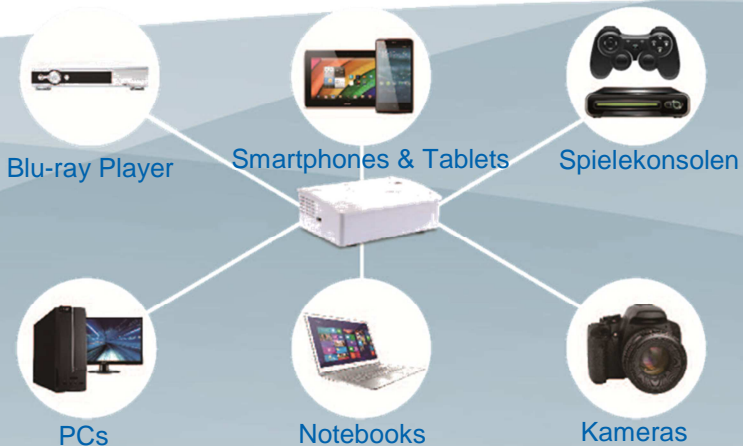 Blu-ray Player
Smartphones & Tablets
Spielekonsolen
PCs
Notebooks
Kameras